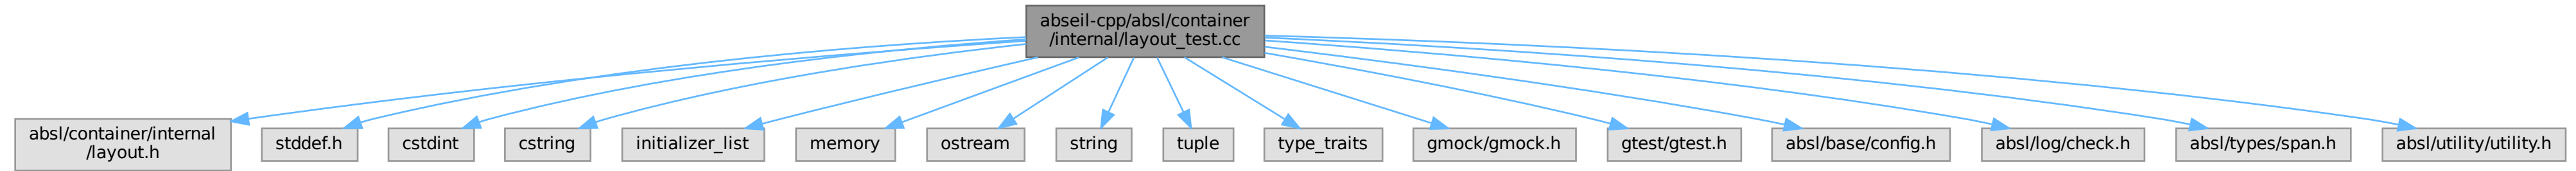 abseil-cpp/absl/container
/internal/layout_test.cc
absl/container/internal
/layout.h
stddef.h
cstdint
cstring
initializer_list
memory
ostream
string
tuple
type_traits
gmock/gmock.h
gtest/gtest.h
absl/base/config.h
absl/log/check.h
absl/types/span.h
absl/utility/utility.h